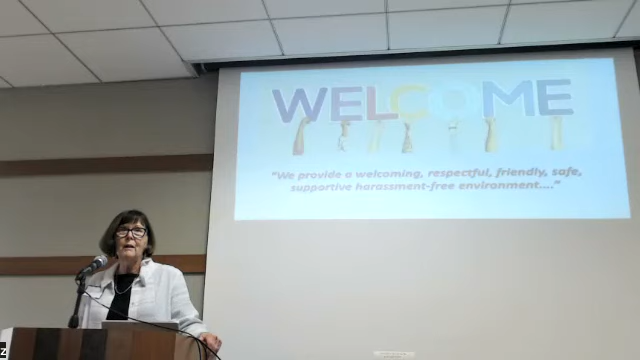 WELCOME
"We provide a welcoming, respectful, friendly, safe,
supportive harassment-free environment...."
z